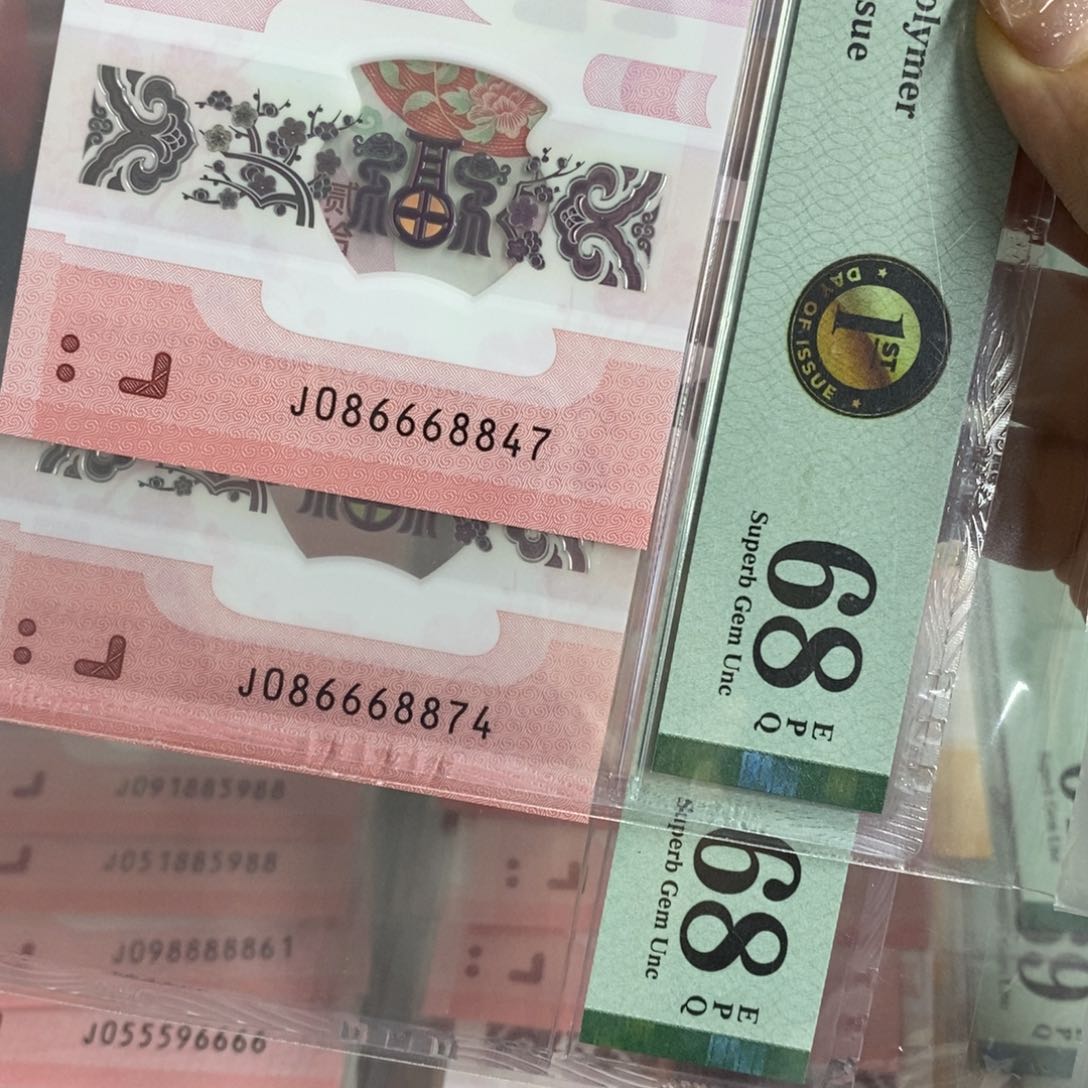 olymer
sue
贰拾
1ST
DAY OF ISSUE
J086668847
68
EPQ
Superb Gem Unc
J086668874
68
EPQ
Superb Gem Unc
J091885988
J051885988
J098888861
J055596666